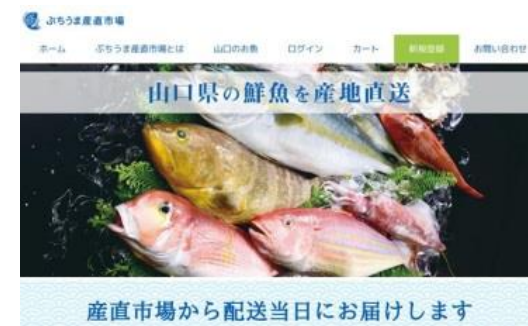 ぶちうま産直市場
ホーム ぶちうま産直市場とは 山口のお魚 ログイン カート 新規登録 お問い合わせ
山口県の鮮魚を産地直送
産直市場から配送当日にお届けします